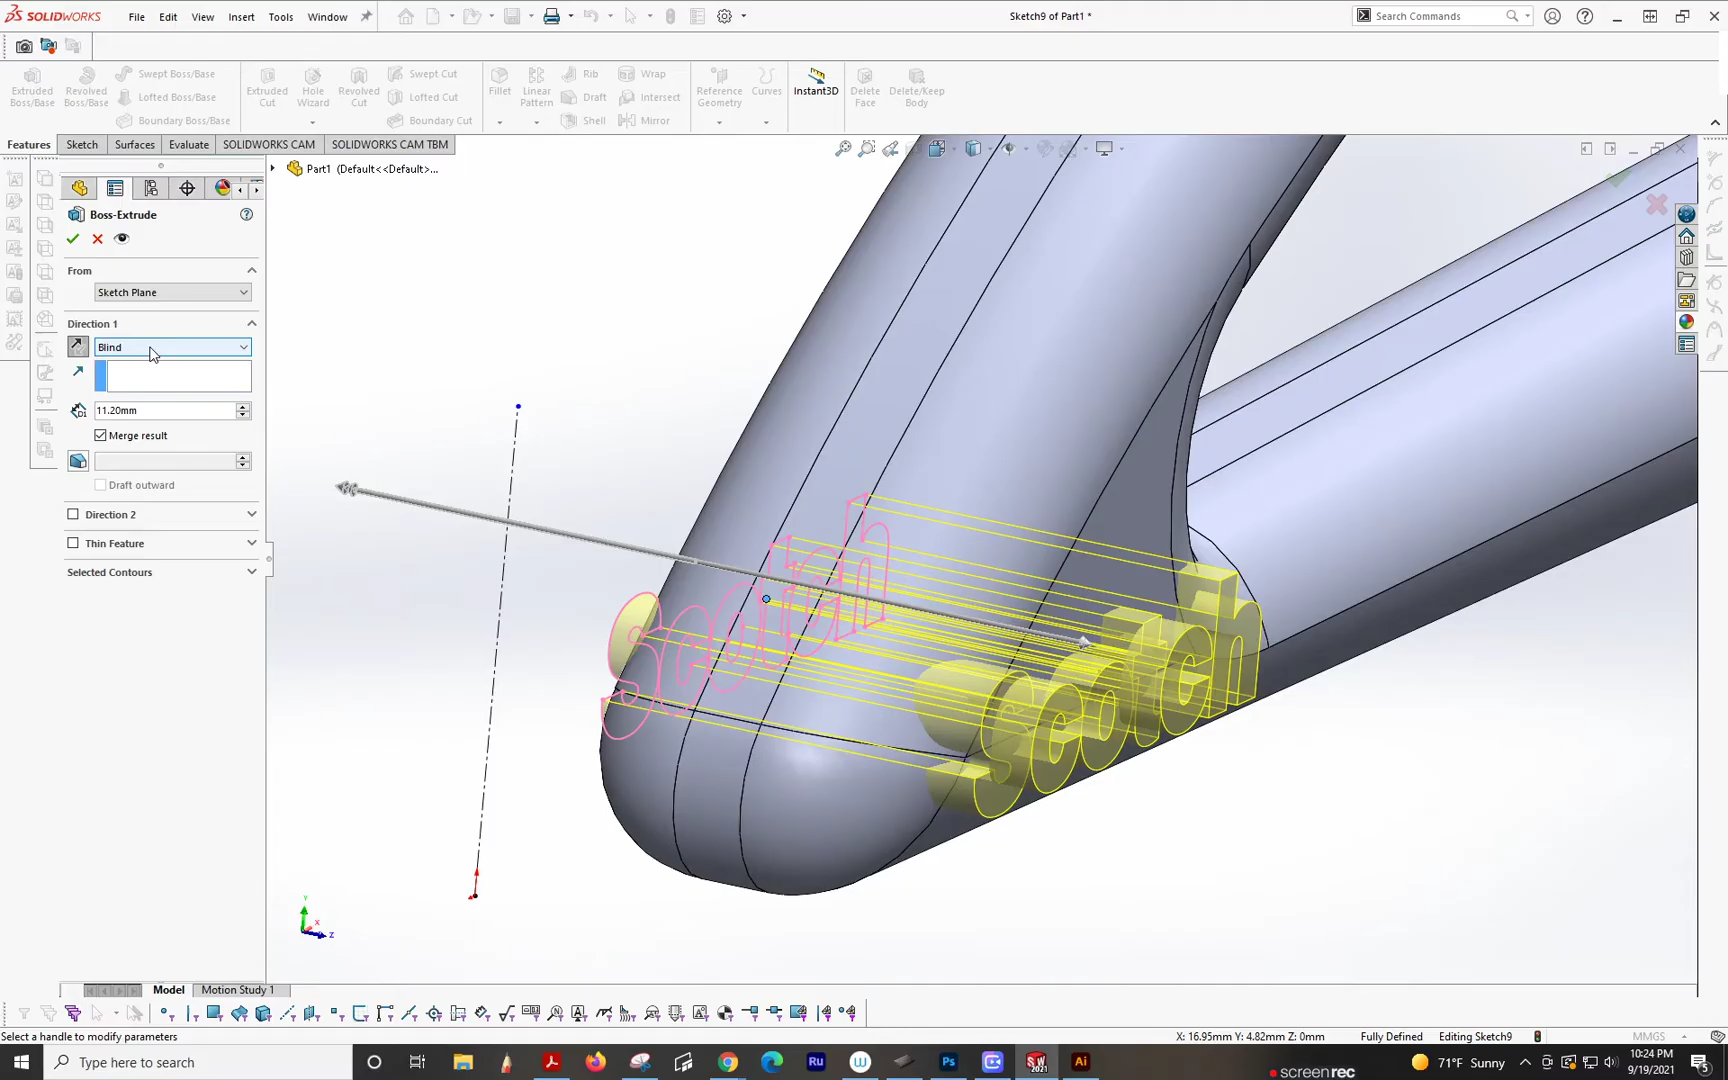 SOLIDWORKS File Edit View Insert Tools Window Sketch9 of Part1 * Search Commands
Extruded Boss/Base
Revolved Boss/Base
Swept Boss/Base
Lofted Boss/Base
Boundary Boss/Base
Extruded Cut
Hole Wizard
Revolved Cut
Swept Cut
Lofted Cut
Boundary Cut
Fillet
Linear Pattern
Rib
Draft
Shell
Wrap
Intersect
Mirror
Reference Geometry
Curves
Instant3D
Delete Face
Delete/Keep Body
Features Sketch Surfaces Evaluate SOLIDWORKS CAM SOLIDWORKS CAM TBM
Part1 (Default<<Default>...
Boss-Extrude
From
Sketch Plane
Direction 1
Blind
11.20mm
Merge result
Draft outward
Direction 2
Thin Feature
Selected Contours
Y
X
Z
Model Motion Study 1
Select a handle to modify parameters X: 16.95mm Y: 4.82mm Z: 0mm Fully Defined Editing Sketch9 MMGS
Type here to search
71°F Sunny
10:24 PM
9/19/2021
screenrec